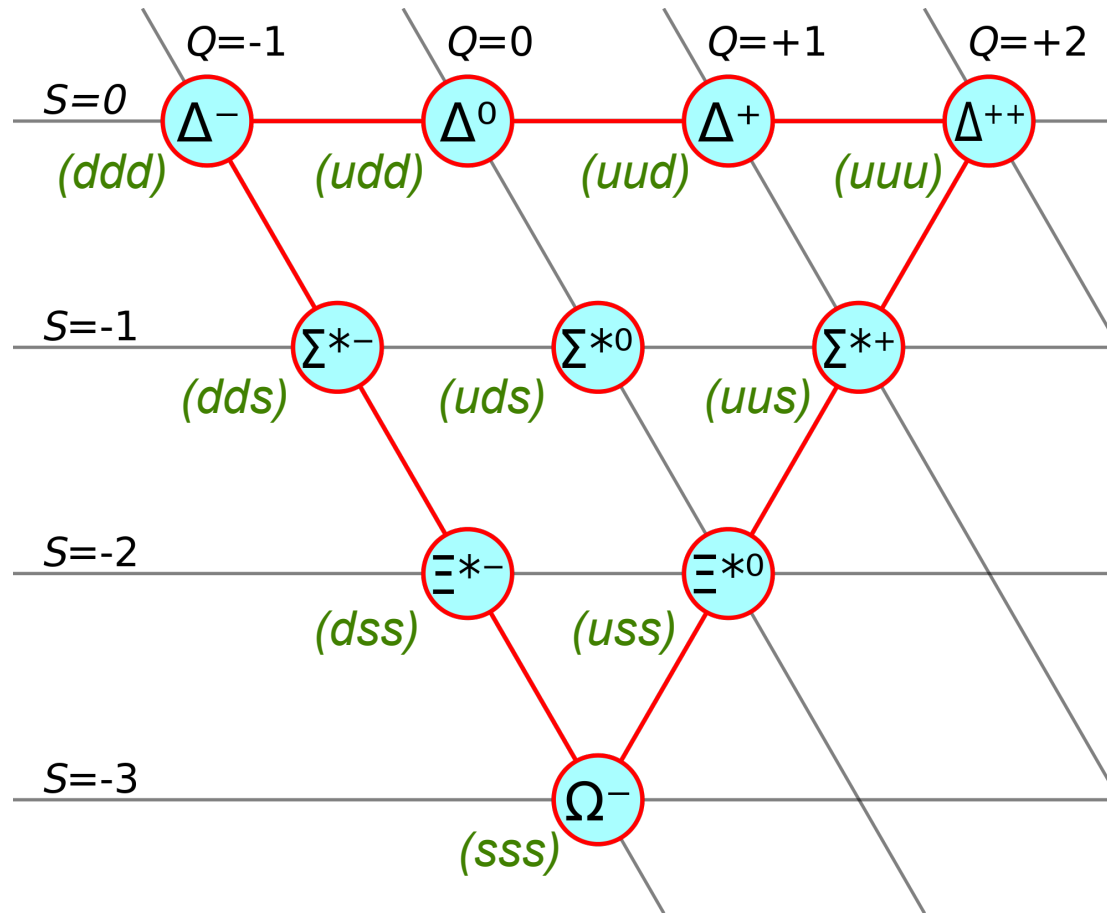 Q=-1 Q=0 Q=+1 Q=+2
S=0
Δ⁻ Δ⁰ Δ⁺ Δ⁺⁺
(ddd) (udd) (uud) (uuu)
S=-1
Σ*⁻ Σ*⁰ Σ*⁺
(dds) (uds) (uus)
S=-2
Ξ*⁻ Ξ*⁰
(dss) (uss)
S=-3
Ω⁻
(sss)